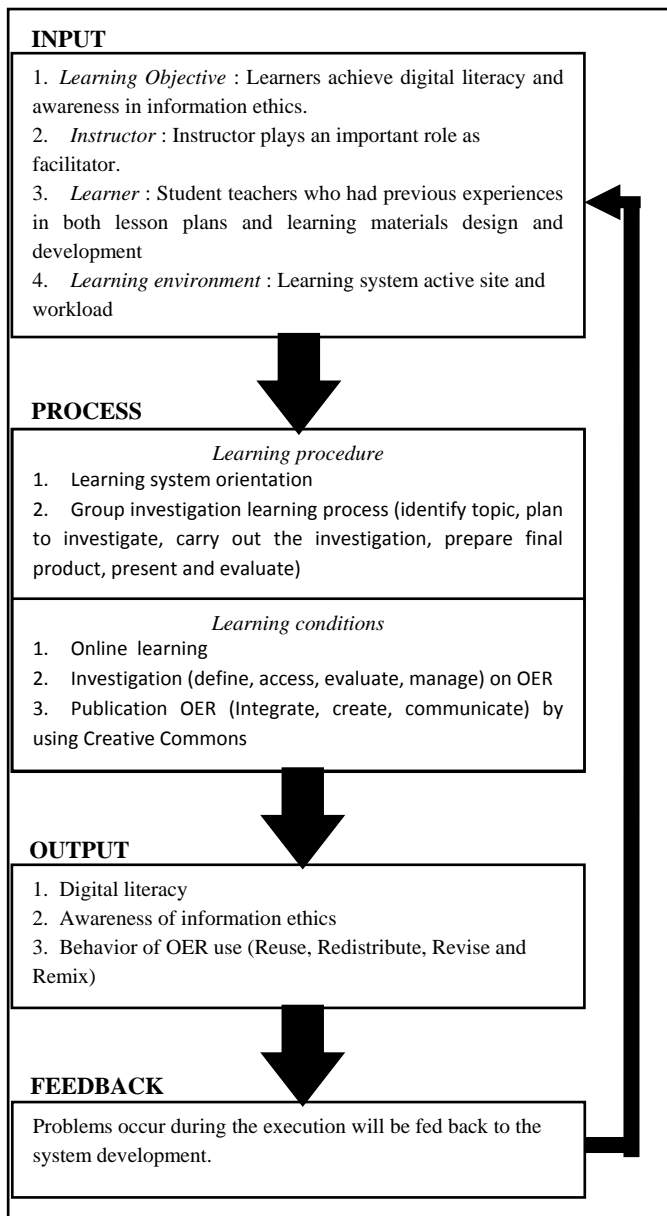 INPUT
1. Learning Objective : Learners achieve digital literacy and
awareness in information ethics.
2. Instructor : Instructor plays an important role as
facilitator.
3. Learner : Student teachers who had previous experiences
in both lesson plans and learning materials design and
development
4. Learning environment : Learning system active site and
workload
PROCESS
Learning procedure
1. Learning system orientation
2. Group investigation learning process (identify topic, plan
to investigate, carry out the investigation, prepare final
product, present and evaluate)
Learning conditions
1. Online learning
2. Investigation (define, access, evaluate, manage) on OER
3. Publication OER (Integrate, create, communicate) by
using Creative Commons
OUTPUT
1. Digital literacy
2. Awareness of information ethics
3. Behavior of OER use (Reuse, Redistribute, Revise and
Remix)
FEEDBACK
Problems occur during the execution will be fed back to the
system development.